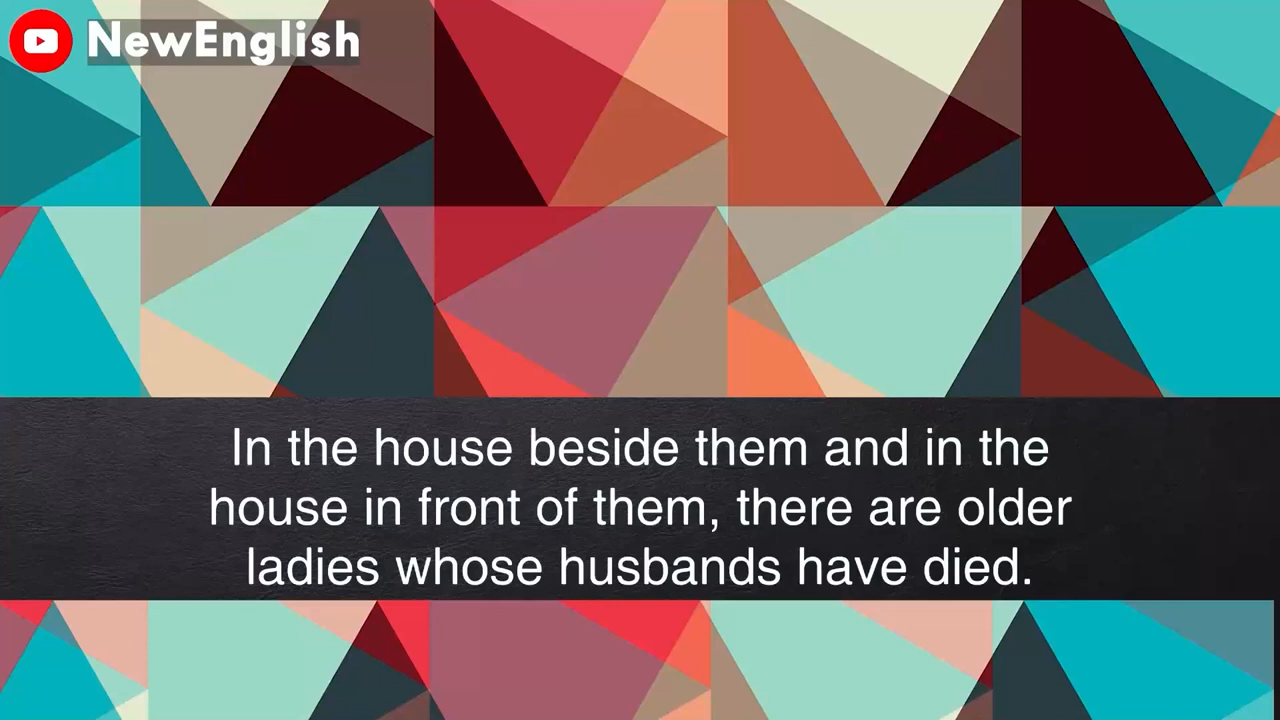 NewEnglish
In the house beside them and in the
house in front of them, there are older
ladies whose husbands have died.